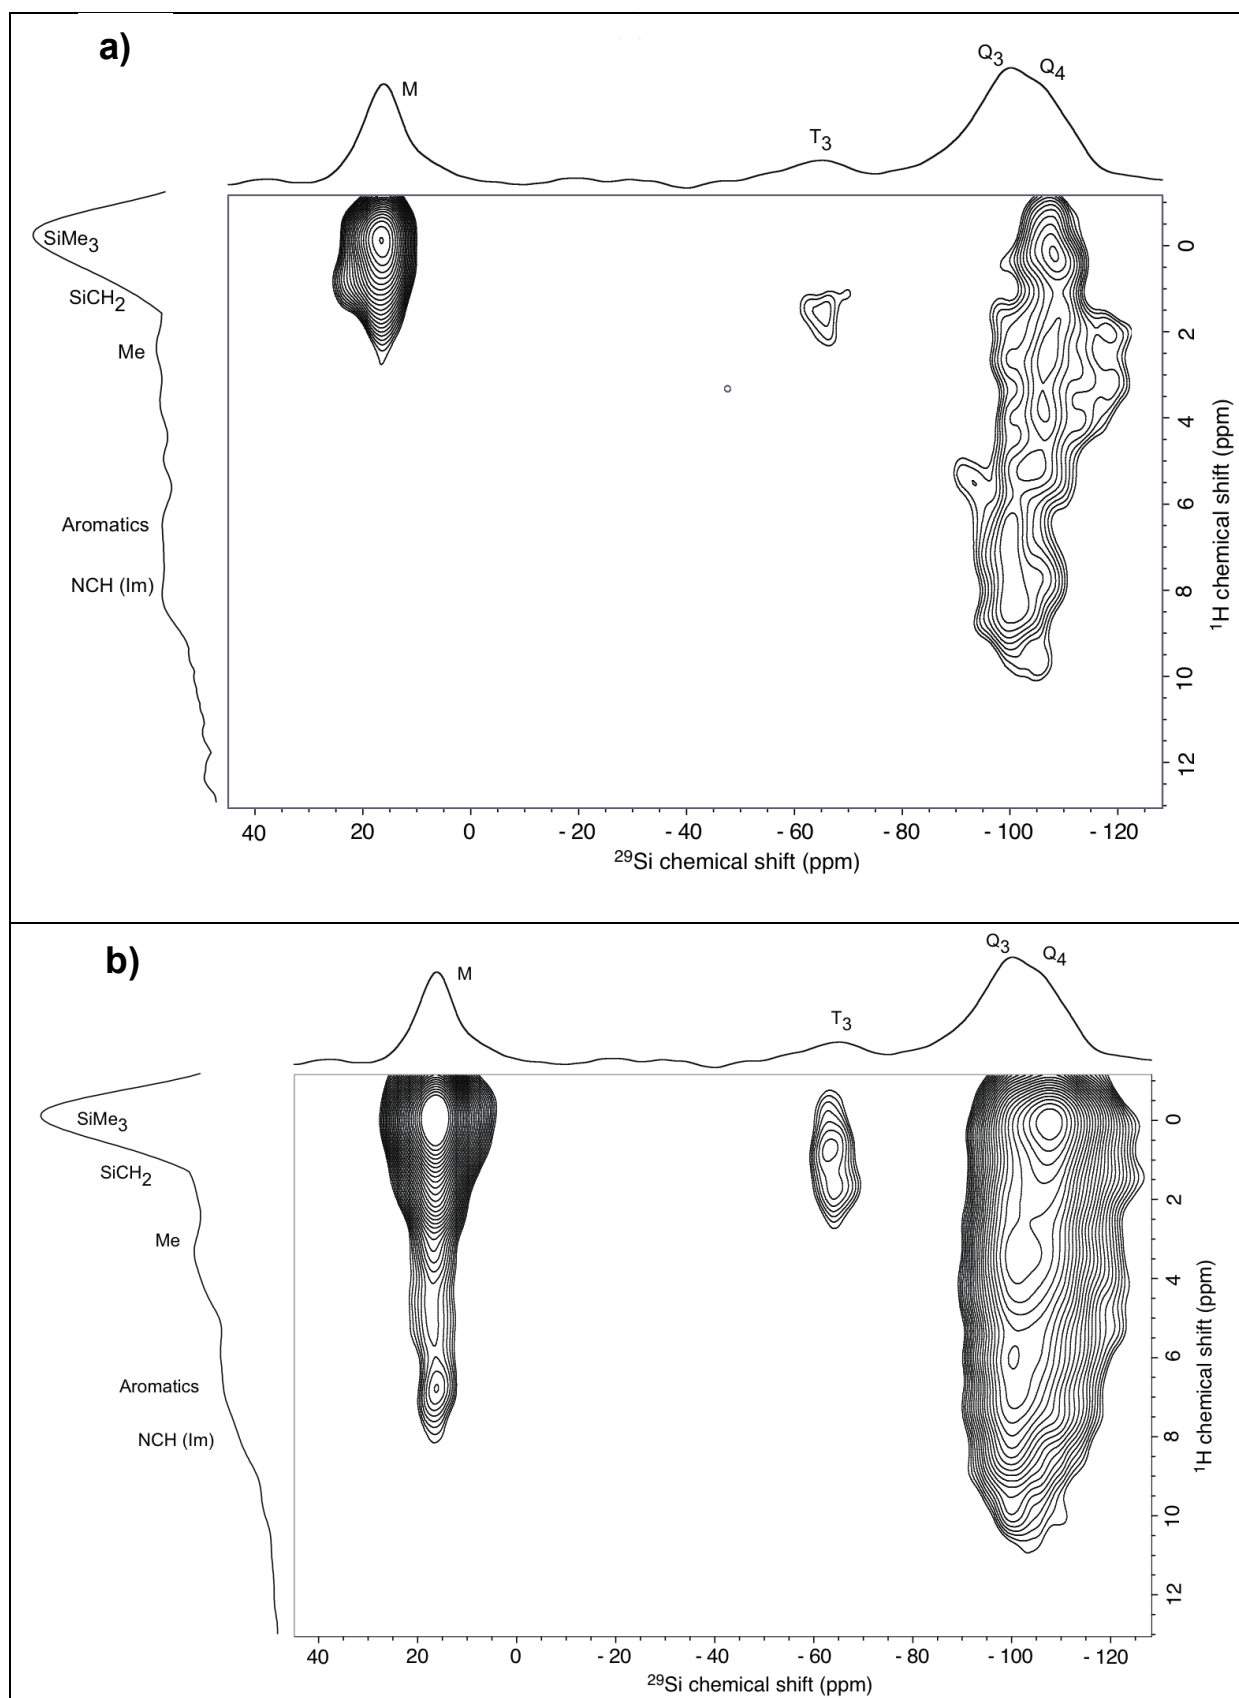 a)
Q3
Q4
M
T3
SiMe3
SiCH2
Me
Aromatics
NCH (Im)
0
2
4
6
8
10
12
1H chemical shift (ppm)
40 20 0 - 20 - 40 - 60 - 80 - 100 - 120
29Si chemical shift (ppm)
b)
Q3
Q4
M
T3
SiMe3
SiCH2
Me
Aromatics
NCH (Im)
0
2
4
6
8
10
12
1H chemical shift (ppm)
40 20 0 - 20 - 40 - 60 - 80 - 100 - 120
29Si chemical shift (ppm)